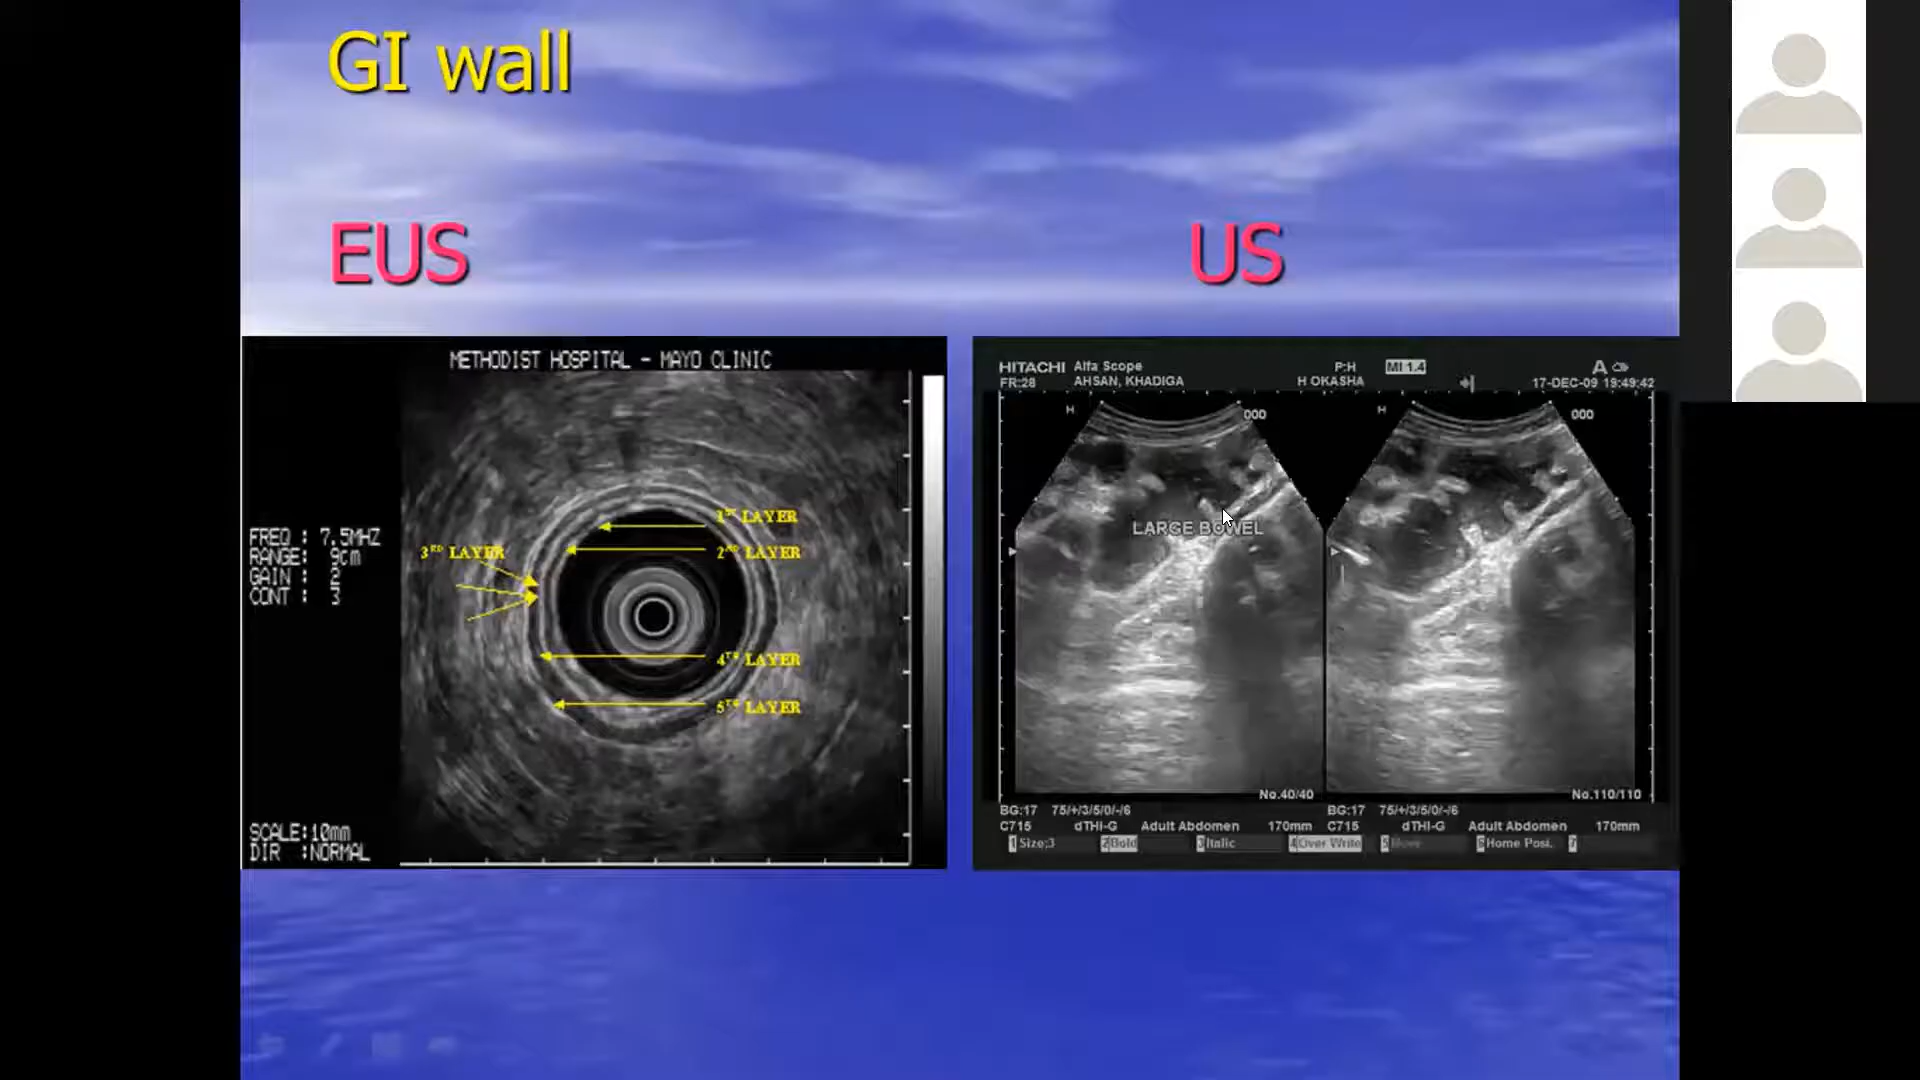 GI wall
EUS
US
METHODIST HOSPITAL - MAYO CLINIC
FREQ : 7.5MHZ
RANGE: 9cm
GAIN : 2
CONT : 3
1ST LAYER
2ND LAYER
3RD LAYER
4TH LAYER
5TH LAYER
SCALE:10mm
DIR :NORMAL
HITACHI Alfa Scope P:H MI 1.4 A
FR:28 AHSAN, KHADIGA H OKASHA 17-DEC-09 19:49:42
H 000 H 000
LARGE BOWEL
No.40/40 No.110/110
BG:17 75/+/3/5/0/-/6 BG:17 75/+/3/5/0/-/6
C715 dTHI-G Adult Abdomen 170mm C715 dTHI-G Adult Abdomen 170mm
1 Size:3 2 Bold 3 Italic 4 Over Write 5 Move 6 Home Posi. 7